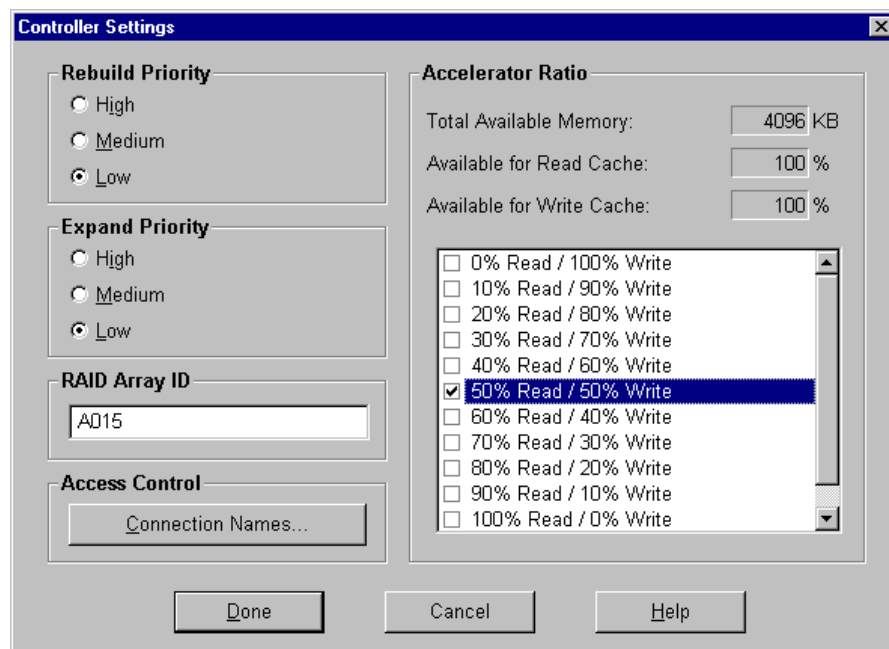 Controller Settings
Rebuild Priority
High
Medium
Low
Expand Priority
High
Medium
Low
RAID Array ID
A015
Access Control
Connection Names...
Accelerator Ratio
Total Available Memory: 4096 KB
Available for Read Cache: 100 %
Available for Write Cache: 100 %
0% Read / 100% Write
10% Read / 90% Write
20% Read / 80% Write
30% Read / 70% Write
40% Read / 60% Write
50% Read / 50% Write
60% Read / 40% Write
70% Read / 30% Write
80% Read / 20% Write
90% Read / 10% Write
100% Read / 0% Write
Done Cancel Help